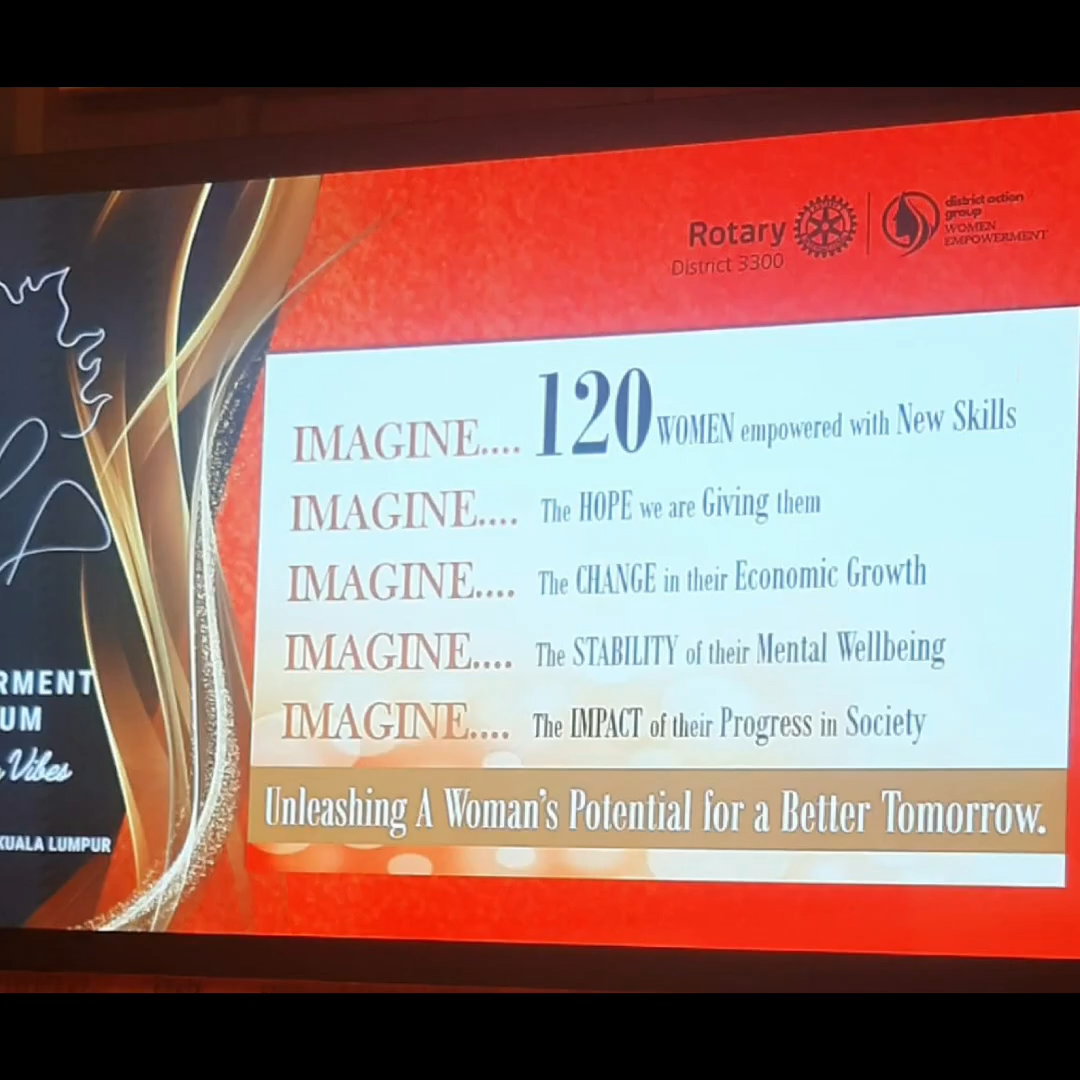 Rotary
District 3300
district action
group
WOMEN
EMPOWERMENT
IMAGINE.... 120 WOMEN empowered with New Skills
IMAGINE.... The HOPE we are Giving them
IMAGINE.... The CHANGE in their Economic Growth
IMAGINE.... The STABILITY of their Mental Wellbeing
IMAGINE.... The IMPACT of their Progress in Society
Unleashing A Woman's Potential for a Better Tomorrow.
RMENT
UM
Vibes
KUALA LUMPUR